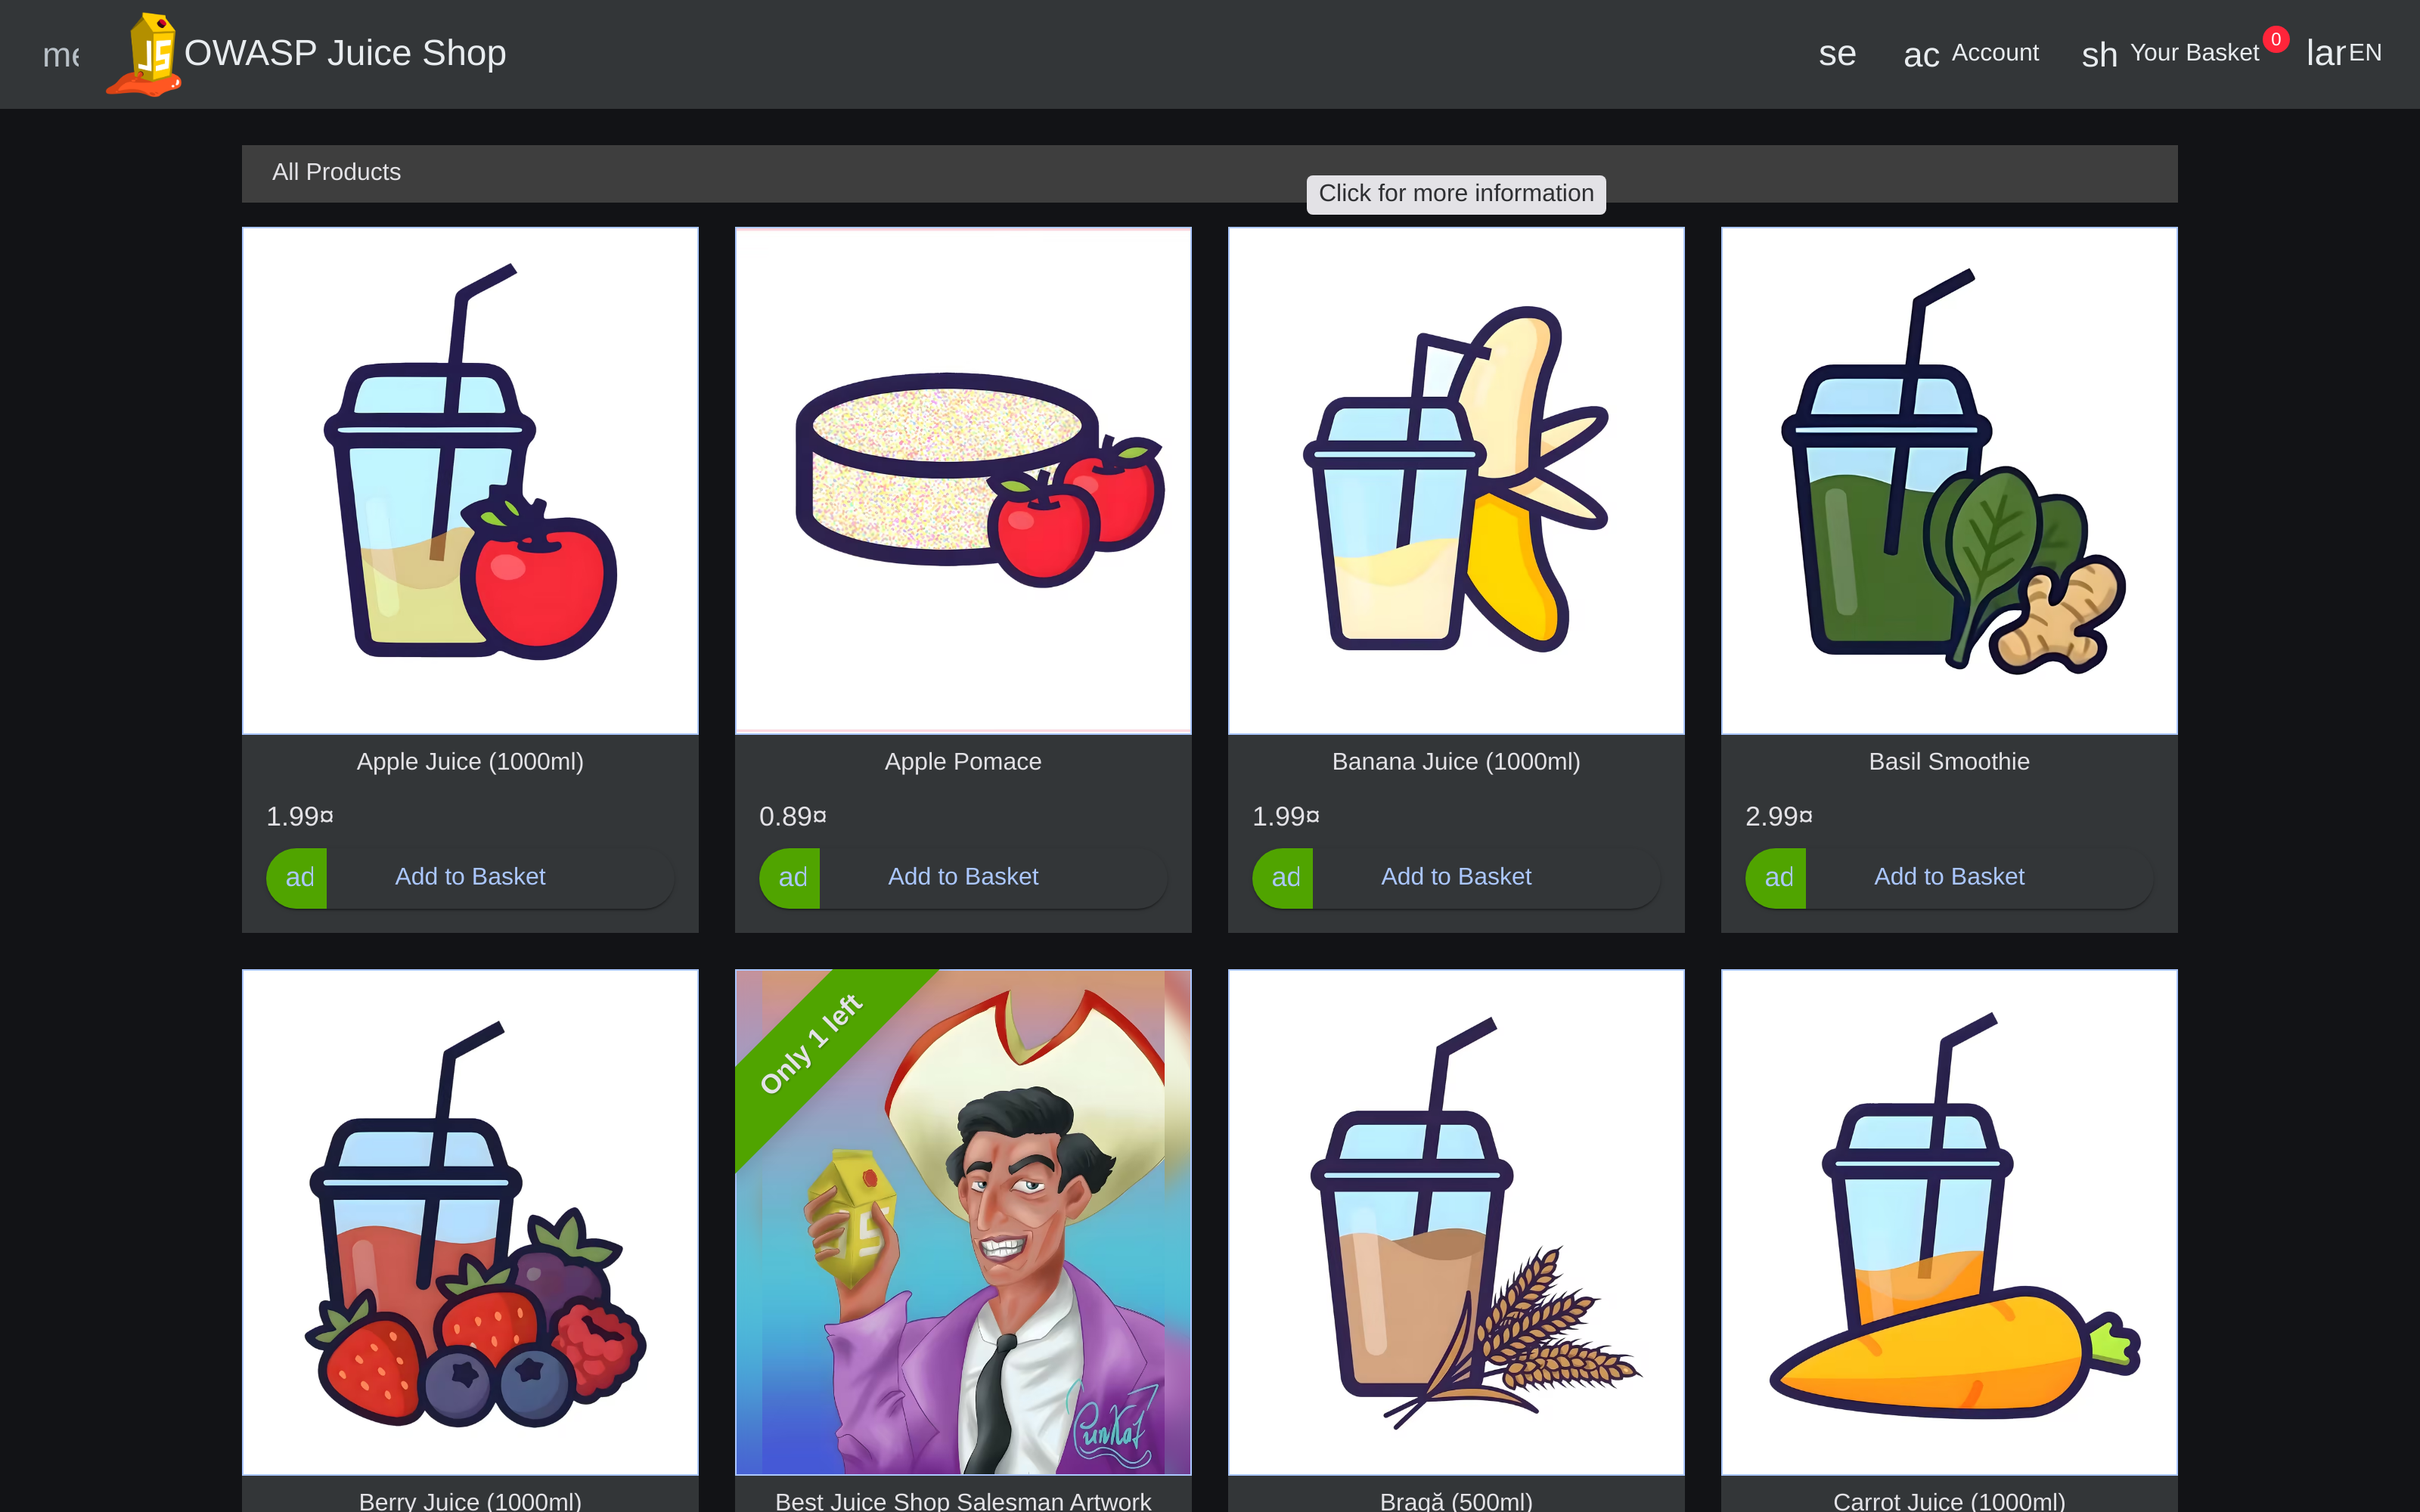 me
JS
OWASP Juice Shop
se
ac Account
sh Your Basket 0
lar EN
All Products
Click for more information
Apple Juice (1000ml)
1.99¤
ad Add to Basket
Apple Pomace
0.89¤
ad Add to Basket
Banana Juice (1000ml)
1.99¤
ad Add to Basket
Basil Smoothie
2.99¤
ad Add to Basket
Only 1 left
Berry Juice (1000ml)
Best Juice Shop Salesman Artwork
Bragă (500ml)
Carrot Juice (1000ml)